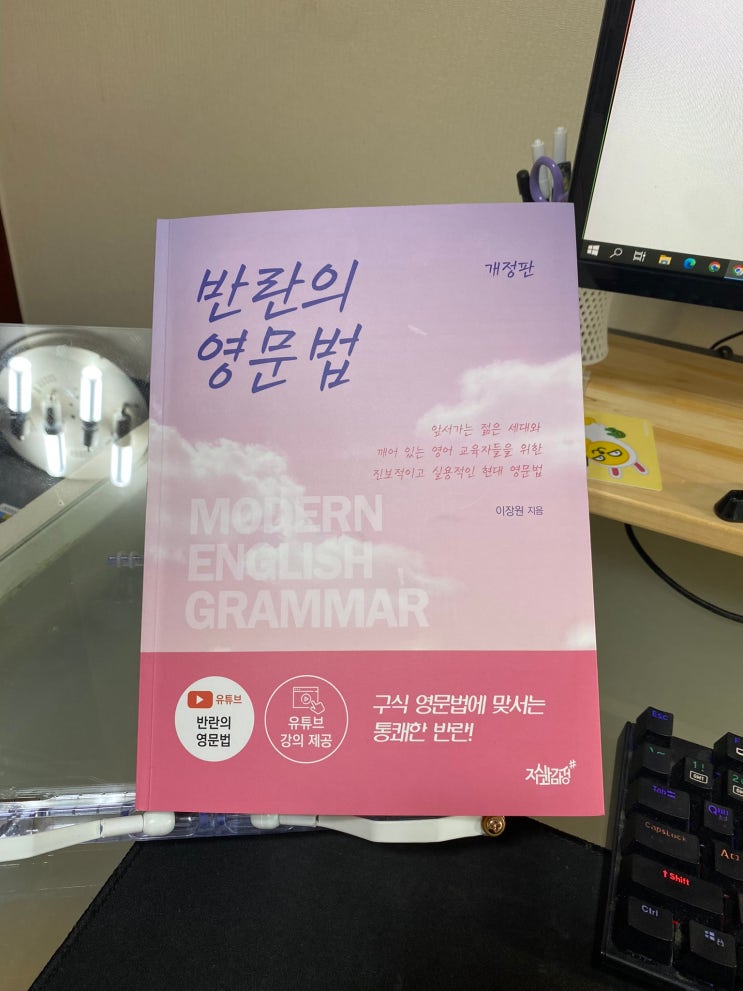 개정판
반란의
영문법
앞서가는 젊은 세대와
깨어 있는 영어 교육자들을 위한
진보적이고 실용적인 현대 영문법
이장원 지음
MODERN
ENGLISH
GRAMMAR
유튜브
반란의
영문법
유튜브
강의 제공
구식 영문법에 맞서는
통쾌한 반란!
지식과감성#
Esc
Tab
CapsLock
Shift
Ctrl